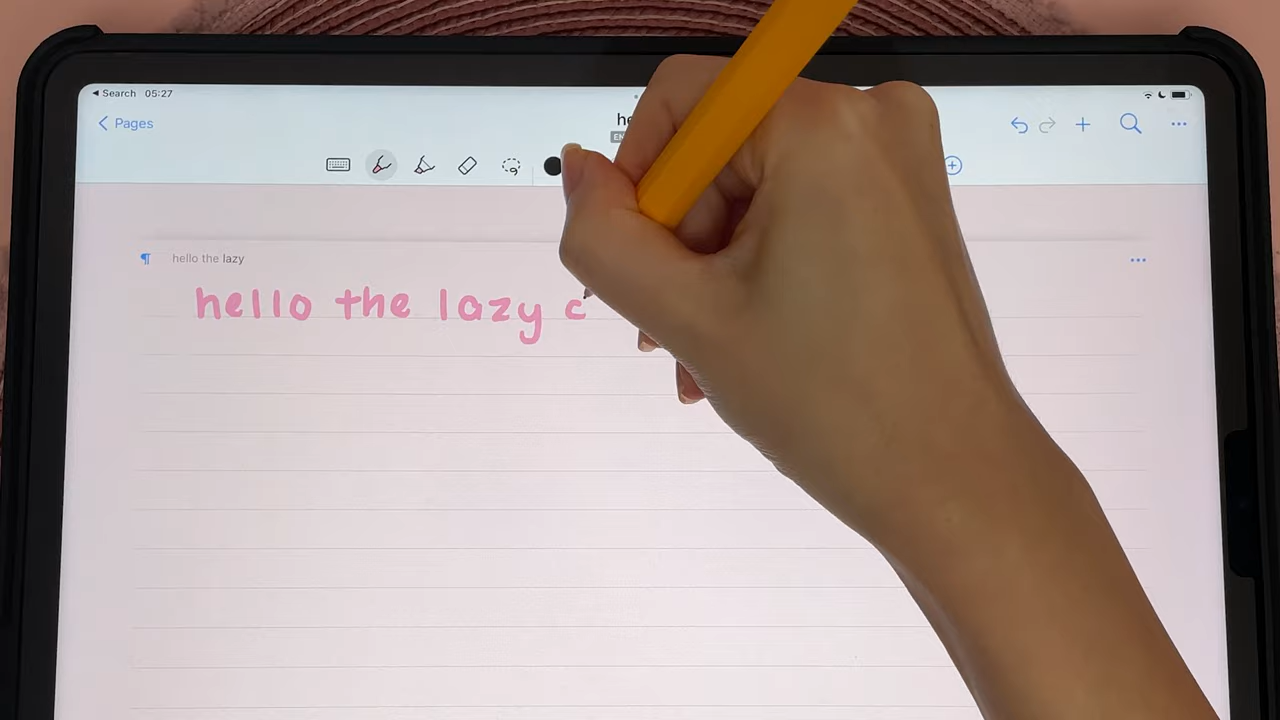 Search 05:27
Pages
hello the lazy
hello the lazy c